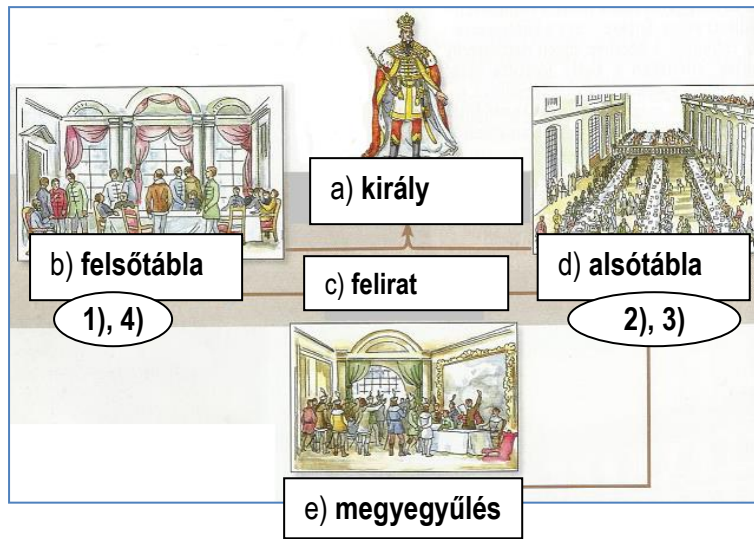 a) király
b) felsőtábla
c) felirat
d) alsótábla
1), 4)
2), 3)
e) megyegyűlés